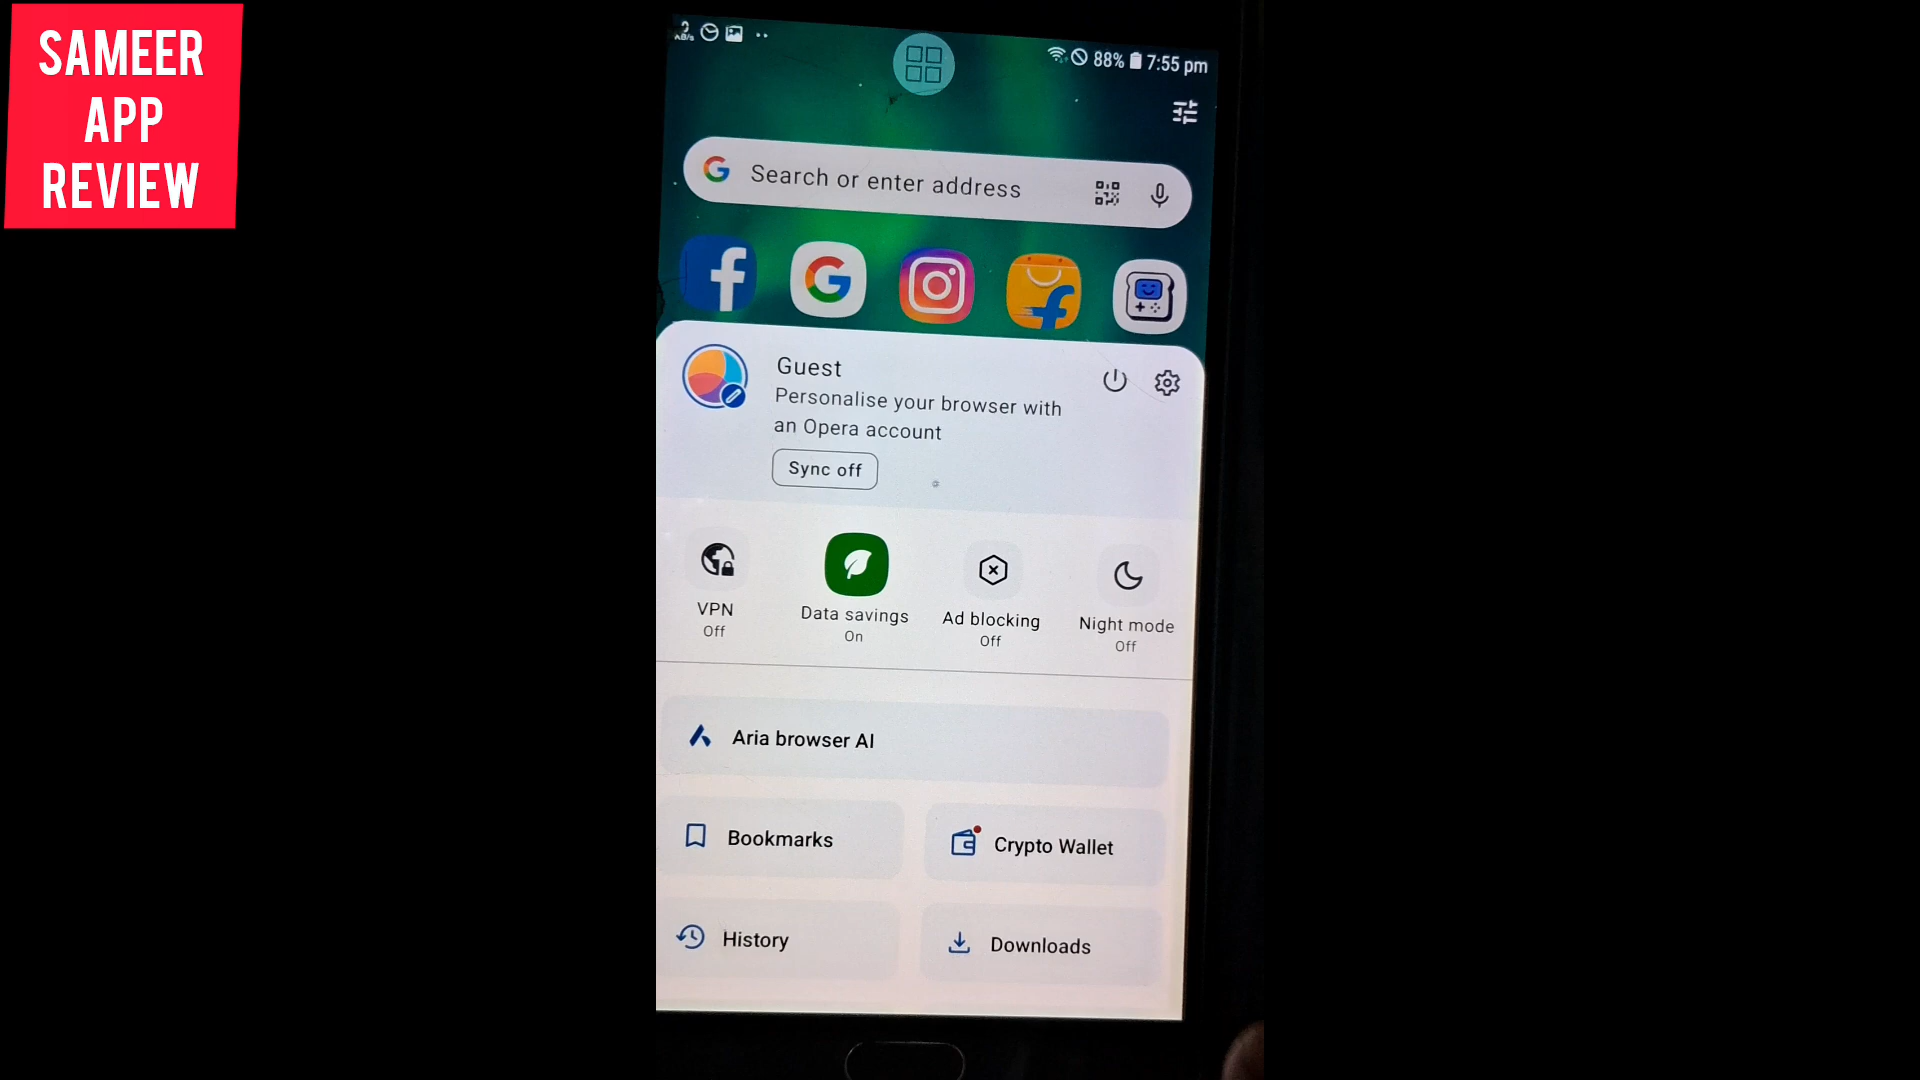 SAMEER
APP
REVIEW
2
KB/s
88%
7:55 pm
Search or enter address
Guest
Personalise your browser with
an Opera account
Sync off
VPN
Off
Data savings
On
Ad blocking
Off
Night mode
Off
Aria browser AI
Bookmarks
Crypto Wallet
History
Downloads